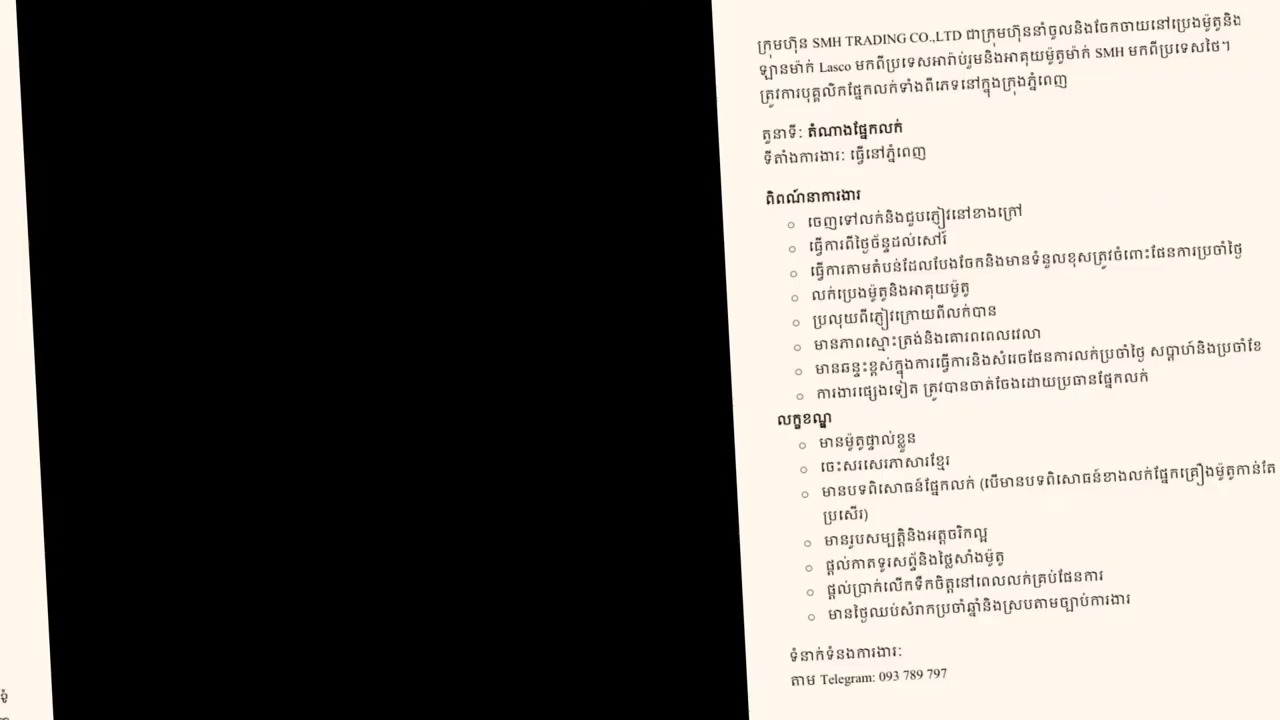 ក្រុមហ៊ុន SMH TRADING CO.,LTD ជាក្រុមហ៊ុននាំចូលនិងចែកចាយនៅប្រេងម៉ូតូនិង
ឡានម៉ាក់ Lasco មកពីប្រទេសអារ៉ាប់រួមនិងអាគុយម៉ូតូម៉ាក់ SMH មកពីប្រទេសថៃ។
ត្រូវការបុគ្គលិកផ្នែកលក់ទាំងពីភេទនៅក្នុងក្រុងភ្នំពេញ
តួនាទី: តំណាងផ្នែកលក់
ទីតាំងការងារ: ធ្វើនៅភ្នំពេញ
ពិពណ៍នាការងារ
○ ចេញទៅលក់និងជួបភ្ញៀវនៅខាងក្រៅ
○ ធ្វើការពីថ្ងៃច័ន្ទដល់សៅរ៍
○ ធ្វើការតាមតំបន់ដែលបែងចែកនិងមានទំនួលខុសត្រូវចំពោះផែនការប្រចាំថ្ងៃ
○ លក់ប្រេងម៉ូតូនិងអាគុយម៉ូតូ
○ ប្រលុយពីភ្ញៀវក្រោយពីលក់បាន
○ មានភាពស្មោះត្រង់និងគោរពពេលវេលា
○ មានឆន្ទះខ្ពស់ក្នុងការធ្វើការនិងសំរេចផែនការលក់ប្រចាំថ្ងៃ សប្តាហ៍និងប្រចាំខែ
○ ការងារផ្សេងទៀត ត្រូវបានចាត់ចែងដោយប្រធានផ្នែកលក់
លក្ខខណ្ឌ
○ មានម៉ូតូផ្ទាល់ខ្លួន
○ ចេះសរសេរភាសារខ្មែរ
○ មានបទពិសោធន៍ផ្នែកលក់ (បើមានបទពិសោធន៍ខាងលក់ផ្នែកគ្រឿងម៉ូតូកាន់តែ
ប្រសើរ)
○ មានរូបសម្បត្តិនិងអត្តចរិកល្អ
○ ផ្តល់កាតទូរសព្ទ័និងថ្លៃសាំងម៉ូតូ
○ ផ្តល់ប្រាក់លើកទឹកចិត្តនៅពេលលក់គ្រប់ផែនការ
○ មានថ្ងៃឈប់សំរាកប្រចាំឆ្នាំនិងស្របតាមច្បាប់ការងារ
ទំនាក់ទំនងការងារ:
តាម Telegram: 093 789 797